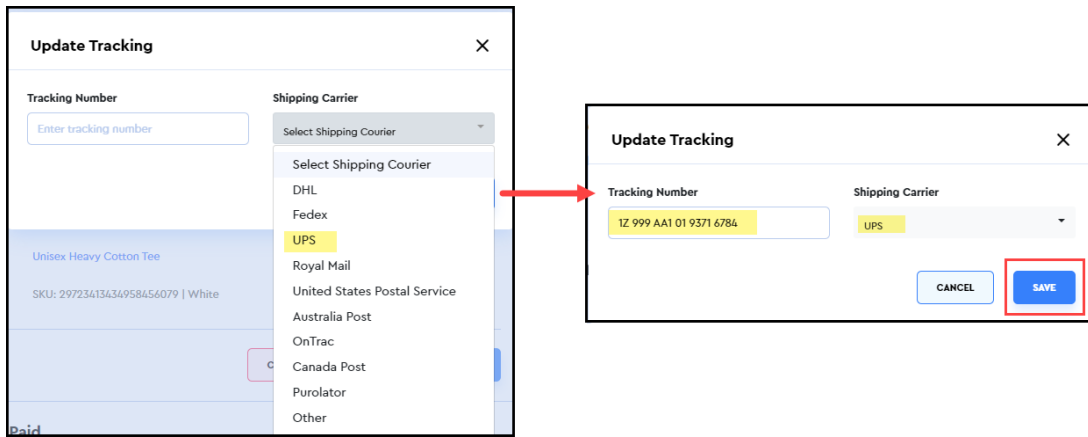 Update Tracking
Tracking Number
Shipping Carrier
Enter tracking number
Select Shipping Courier
Select Shipping Courier
DHL
Fedex
UPS
Royal Mail
United States Postal Service
Australia Post
OnTrac
Canada Post
Purolator
Other
Unisex Heavy Cotton Tee
SKU: 29723413434958456079 | White
C
Paid
Update Tracking
Tracking Number
Shipping Carrier
1Z 999 AA1 01 9371 6784
UPS
CANCEL
SAVE